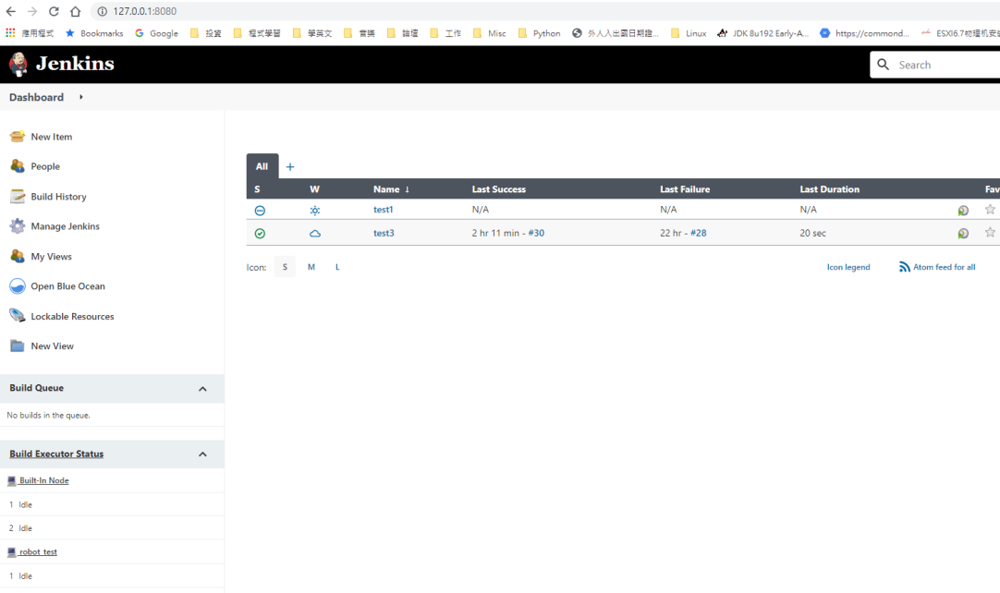 127.0.0.1:8080
應用程式 Bookmarks Google 投資 程式學習 學英文 音樂 論壇 工作 Misc Python 外人入出國日期證... Linux JDK 8u192 Early-A... https://commond... ESXI6.7物理机安
Jenkins
Search
Dashboard
New Item
People
Build History
Manage Jenkins
My Views
Open Blue Ocean
Lockable Resources
New View
Build Queue
No builds in the queue.
Build Executor Status
Built-In Node
1 Idle
2 Idle
robot test
1 Idle
All +
S W Name ↓ Last Success Last Failure Last Duration Fav
test1 N/A N/A N/A
test3 2 hr 11 min - #30 22 hr - #28 20 sec
Icon: S M L Icon legend Atom feed for all